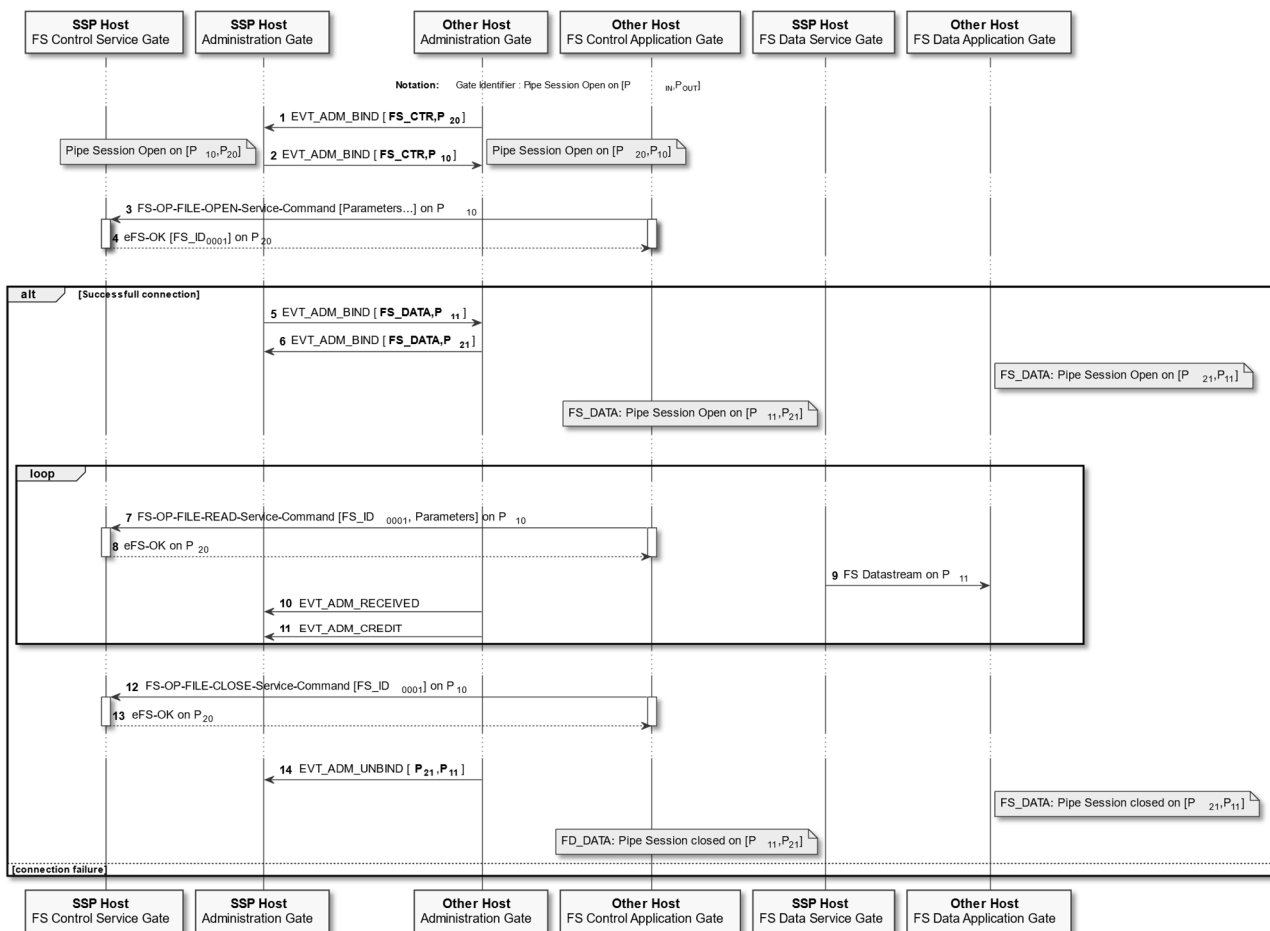 SSP Host SSP Host Other Host Other Host SSP Host Other Host
FS Control Service Gate Administration Gate Administration Gate FS Control Application Gate FS Data Service Gate FS Data Application Gate
Notation: Gate Identifier : Pipe Session Open on [P IN,POUT]
1 EVT_ADM_BIND [ FS_CTR,P 20]
Pipe Session Open on [P 10,P20]
2 EVT_ADM_BIND [ FS_CTR,P 10]
Pipe Session Open on [P 20,P10]
3 FS-OP-FILE-OPEN-Service-Command [Parameters...] on P 10
4 eFS-OK [FS_ID0001] on P20
alt [Successfull connection]
5 EVT_ADM_BIND [ FS_DATA,P 11]
6 EVT_ADM_BIND [ FS_DATA,P 21]
FS_DATA: Pipe Session Open on [P 21,P11]
FS_DATA: Pipe Session Open on [P 11,P21]
loop
7 FS-OP-FILE-READ-Service-Command [FS_ID 0001, Parameters] on P 10
8 eFS-OK on P 20
9 FS Datastream on P 11
10 EVT_ADM_RECEIVED
11 EVT_ADM_CREDIT
12 FS-OP-FILE-CLOSE-Service-Command [FS_ID 0001] on P 10
13 eFS-OK on P20
14 EVT_ADM_UNBIND [ P21,P11]
FS_DATA: Pipe Session closed on [P 21,P11]
FD_DATA: Pipe Session closed on [P 11,P21]
[connection failure]
SSP Host SSP Host Other Host Other Host SSP Host Other Host
FS Control Service Gate Administration Gate Administration Gate FS Control Application Gate FS Data Service Gate FS Data Application Gate